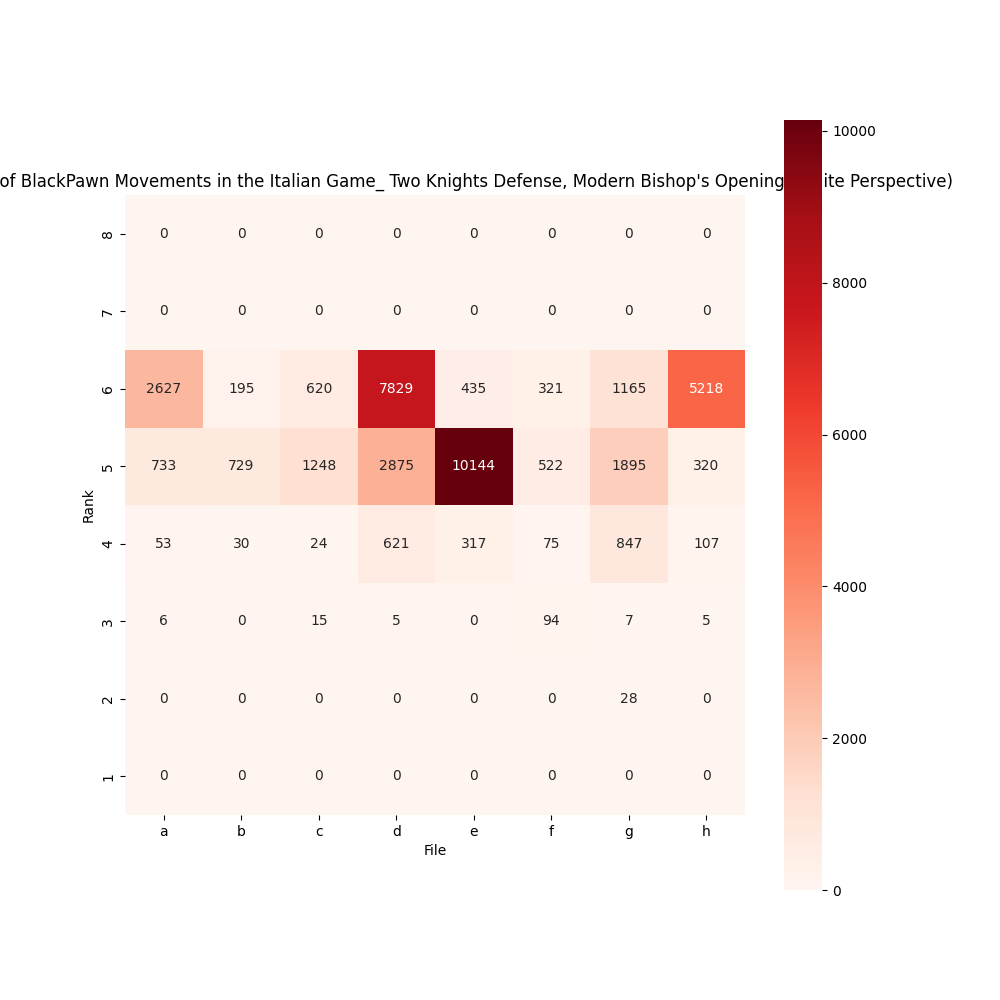 of BlackPawn Movements in the Italian Game_ Two Knights Defense, Modern Bishop's Opening ite Perspective)
10000
8 0 0 0 0 0 0 0 0
8000
7 0 0 0 0 0 0 0 0
6 2627 195 620 7829 435 321 1165 5218
6000
5 733 729 1248 2875 10144 522 1895 320
Rank
4 53 30 24 621 317 75 847 107
4000
3 6 0 15 5 0 94 7 5
2 0 0 0 0 0 0 28 0
2000
1 0 0 0 0 0 0 0 0
a b c d e f g h
File
0